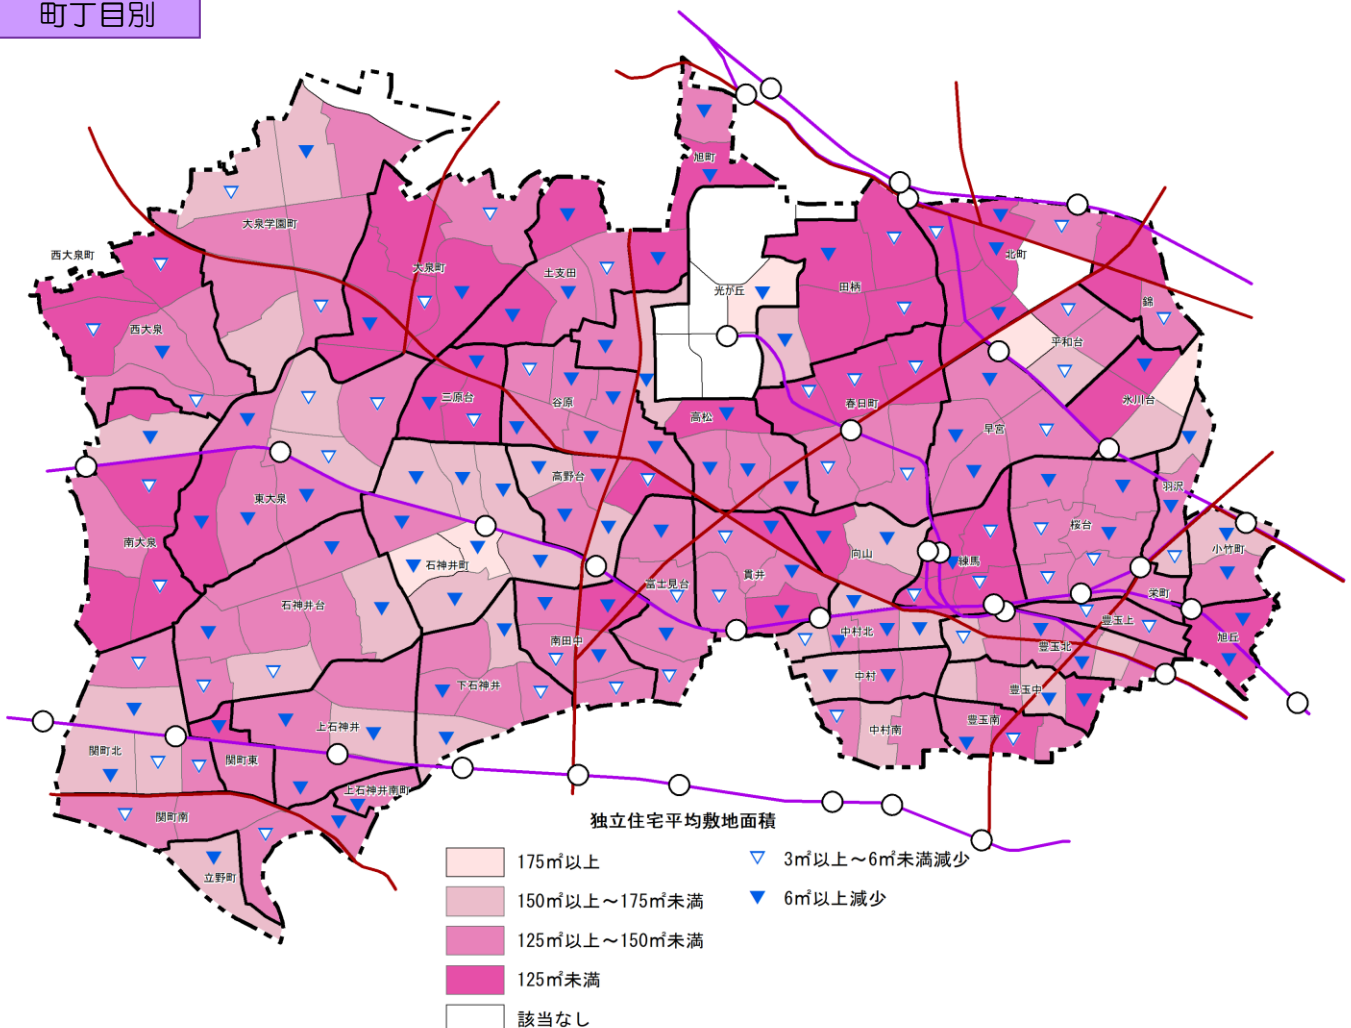 町丁目別
旭町
大泉学園町
西大泉町
大泉町
土支田
北町
光が丘
田柄
錦
西大泉
平和台
三原台
谷原
高松
春日町
氷川台
早宮
高野台
東大泉
羽沢
桜台
南大泉
小竹町
石神井町
向山
練馬
富士見台
貫井
栄町
石神井台
豊玉上
中村北
旭丘
南田中
豊玉北
下石神井
中村
豊玉中
上石神井
豊玉南
中村南
関町北
関町東
上石神井南町
関町南
立野町
独立住宅平均敷地面積
175㎡以上
150㎡以上～175㎡未満
125㎡以上～150㎡未満
125㎡未満
該当なし
3㎡以上～6㎡未満減少
6㎡以上減少